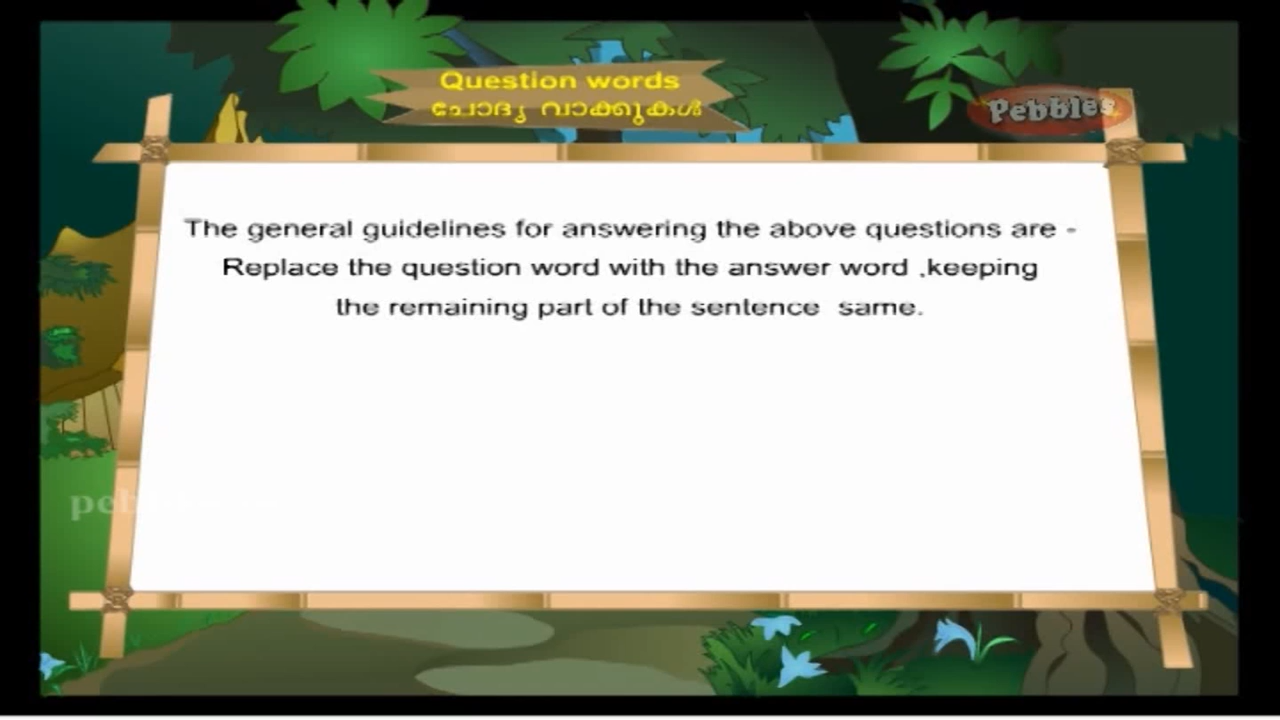 Question words
ചോദ്യ വാക്കുകൾ
Pebbles
The general guidelines for answering the above questions are -
Replace the question word with the answer word ,keeping
the remaining part of the sentence same.